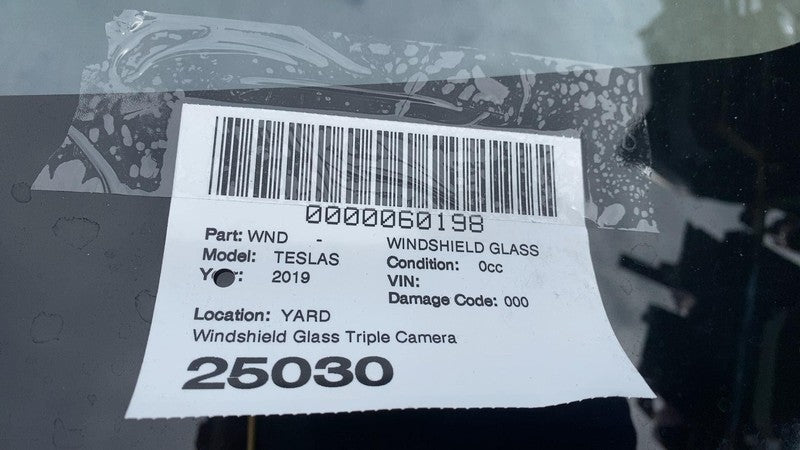 0000060198
Part: WND - WINDSHIELD GLASS
Model: TESLAS Condition: 0cc
2019 VIN:
Damage Code: 000
Location: YARD
Windshield Glass Triple Camera
25030